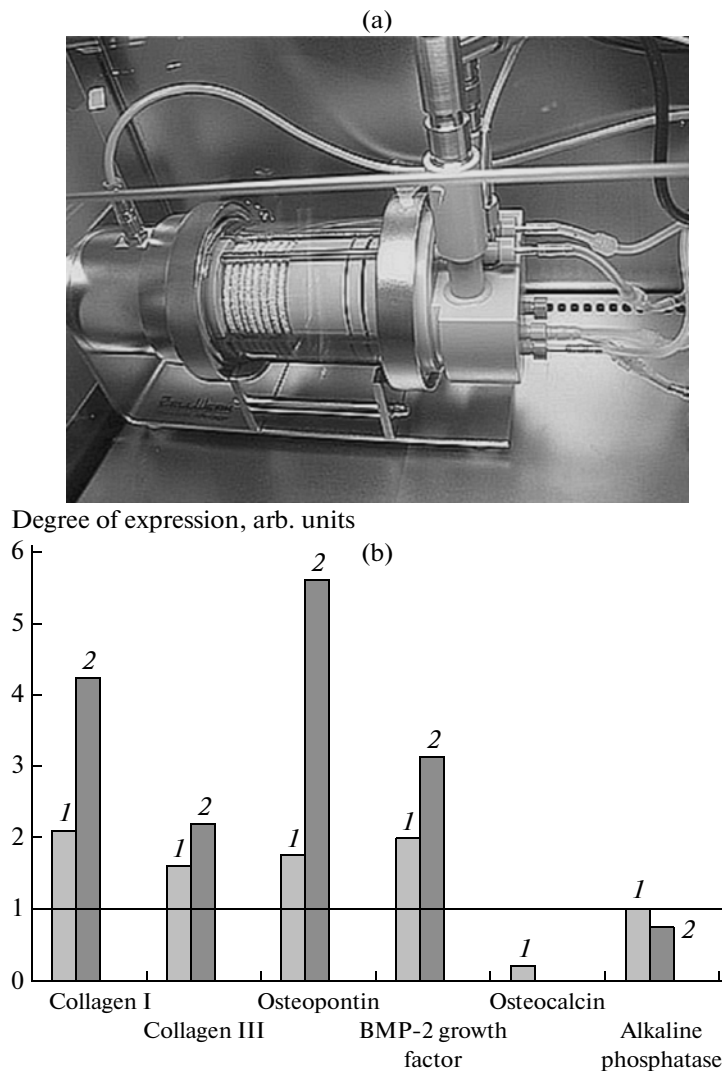 (a)
Degree of expression, arb. units
(b)
6
5
4
3
2
1
0
1
2
1
2
1
2
1
2
1
1
2
Collagen I
Collagen III
Osteopontin
BMP-2 growth
factor
Osteocalcin
Alkaline
phosphatase